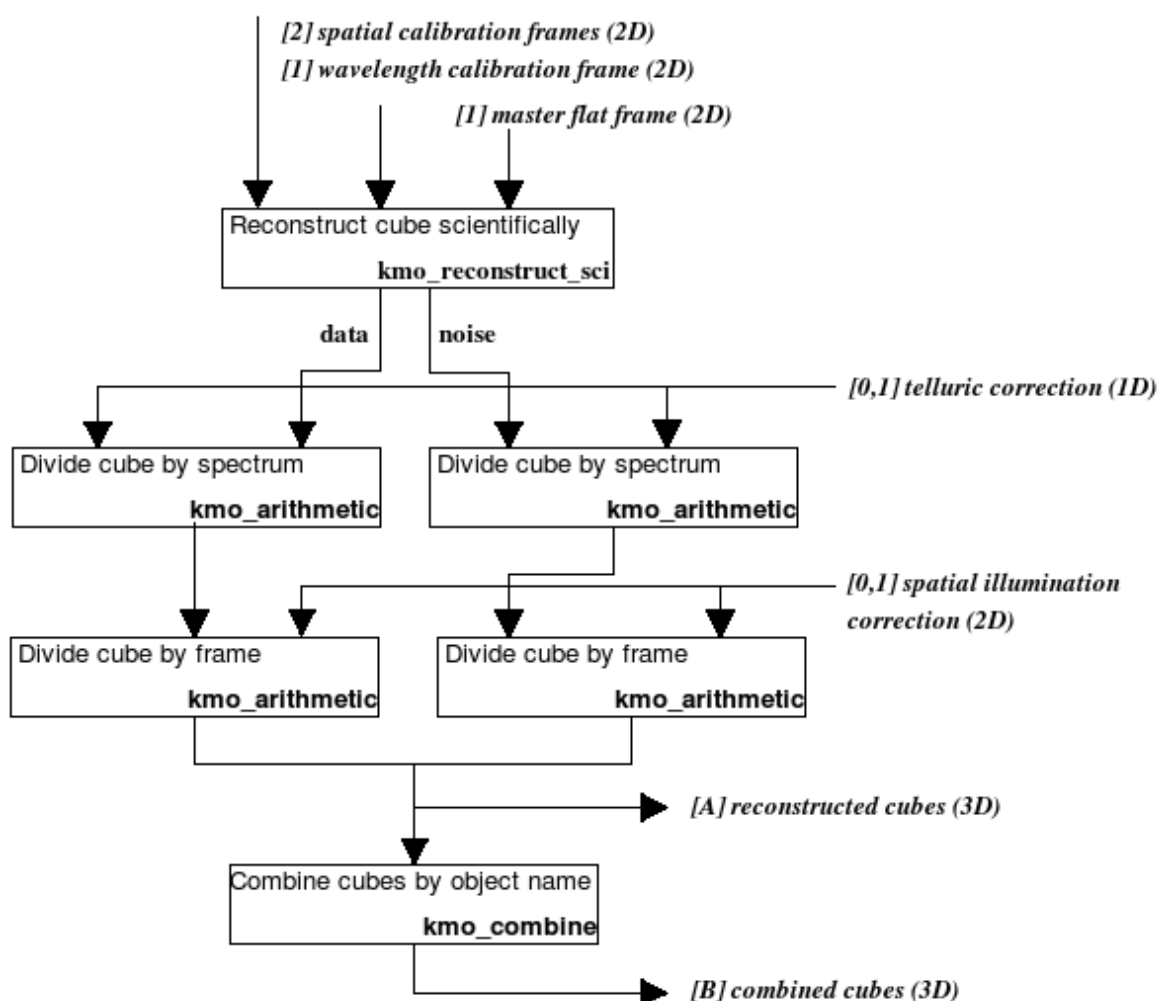 [2] spatial calibration frames (2D)
[1] wavelength calibration frame (2D)
[1] master flat frame (2D)
Reconstruct cube scientifically
kmo_reconstruct_sci
data noise
[0,1] telluric correction (1D)
Divide cube by spectrum Divide cube by spectrum
kmo_arithmetic kmo_arithmetic
[0,1] spatial illumination
correction (2D)
Divide cube by frame Divide cube by frame
kmo_arithmetic kmo_arithmetic
[A] reconstructed cubes (3D)
Combine cubes by object name
kmo_combine
[B] combined cubes (3D)